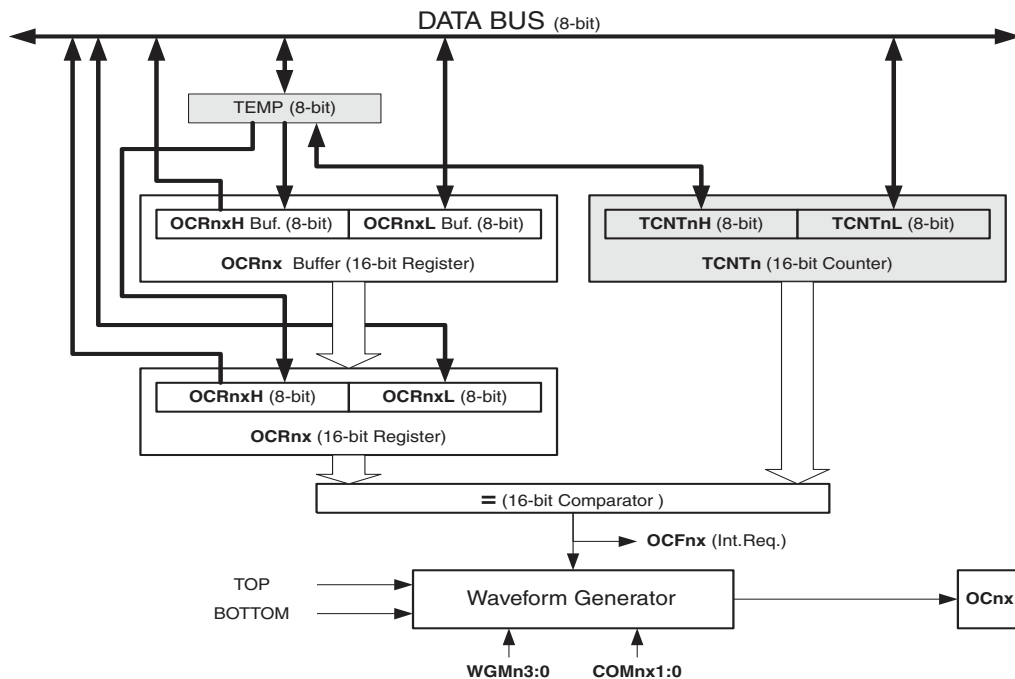 DATA BUS (8-bit)
TEMP (8-bit)
OCRnxH Buf. (8-bit)
OCRnxL Buf. (8-bit)
TCNTnH (8-bit)
TCNTnL (8-bit)
OCRnx Buffer (16-bit Register)
TCNTn (16-bit Counter)
OCRnxH (8-bit)
OCRnxL (8-bit)
OCRnx (16-bit Register)
= (16-bit Comparator )
OCFnx (Int.Req.)
TOP
BOTTOM
Waveform Generator
OCnx
WGMn3:0
COMnx1:0